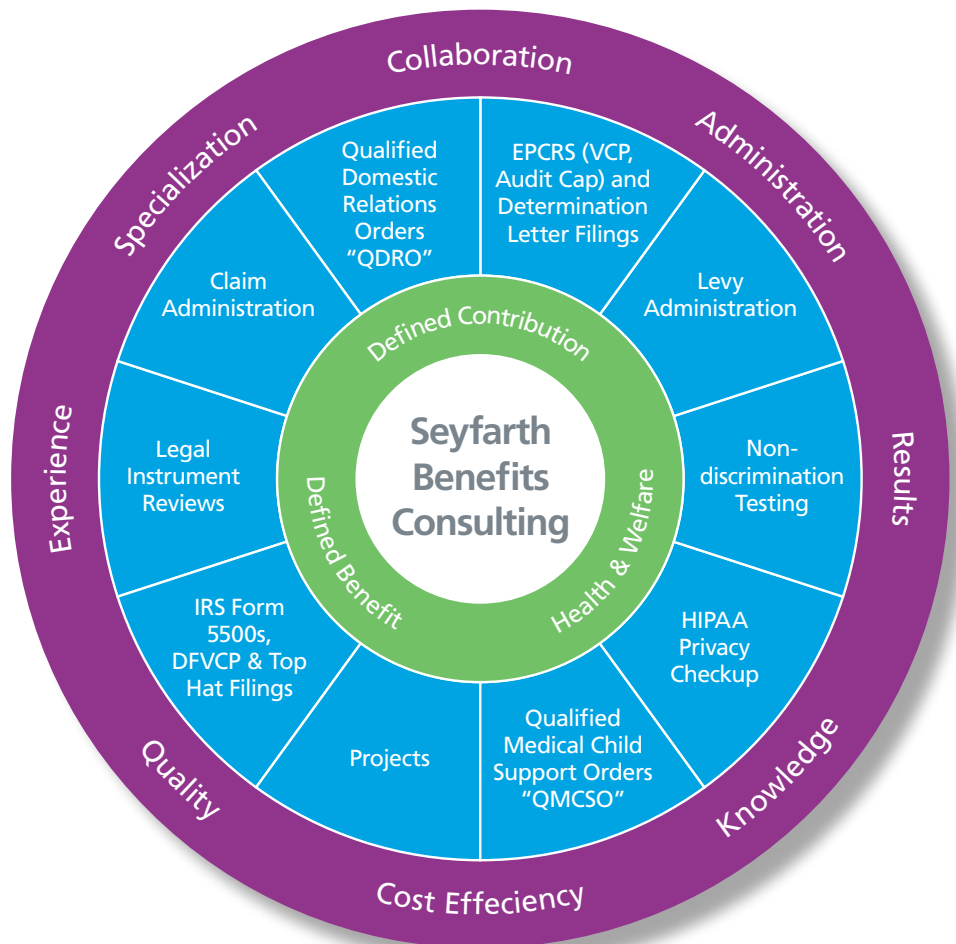 Collaboration
Administration
Results
Knowledge
Cost Effeciency
Quality
Experience
Specialization
Qualified
Domestic
Relations
Orders
“QDRO”
EPCRS (VCP,
Audit Cap) and
Determination
Letter Filings
Levy
Administration
Non-
discrimination
Testing
HIPAA
Privacy
Checkup
Qualified
Medical Child
Support Orders
“QMCSO”
Projects
IRS Form
5500s,
DFVCP & Top
Hat Filings
Legal
Instrument
Reviews
Claim
Administration
Defined Contribution
Health & Welfare
Defined Benefit
Seyfarth
Benefits
Consulting